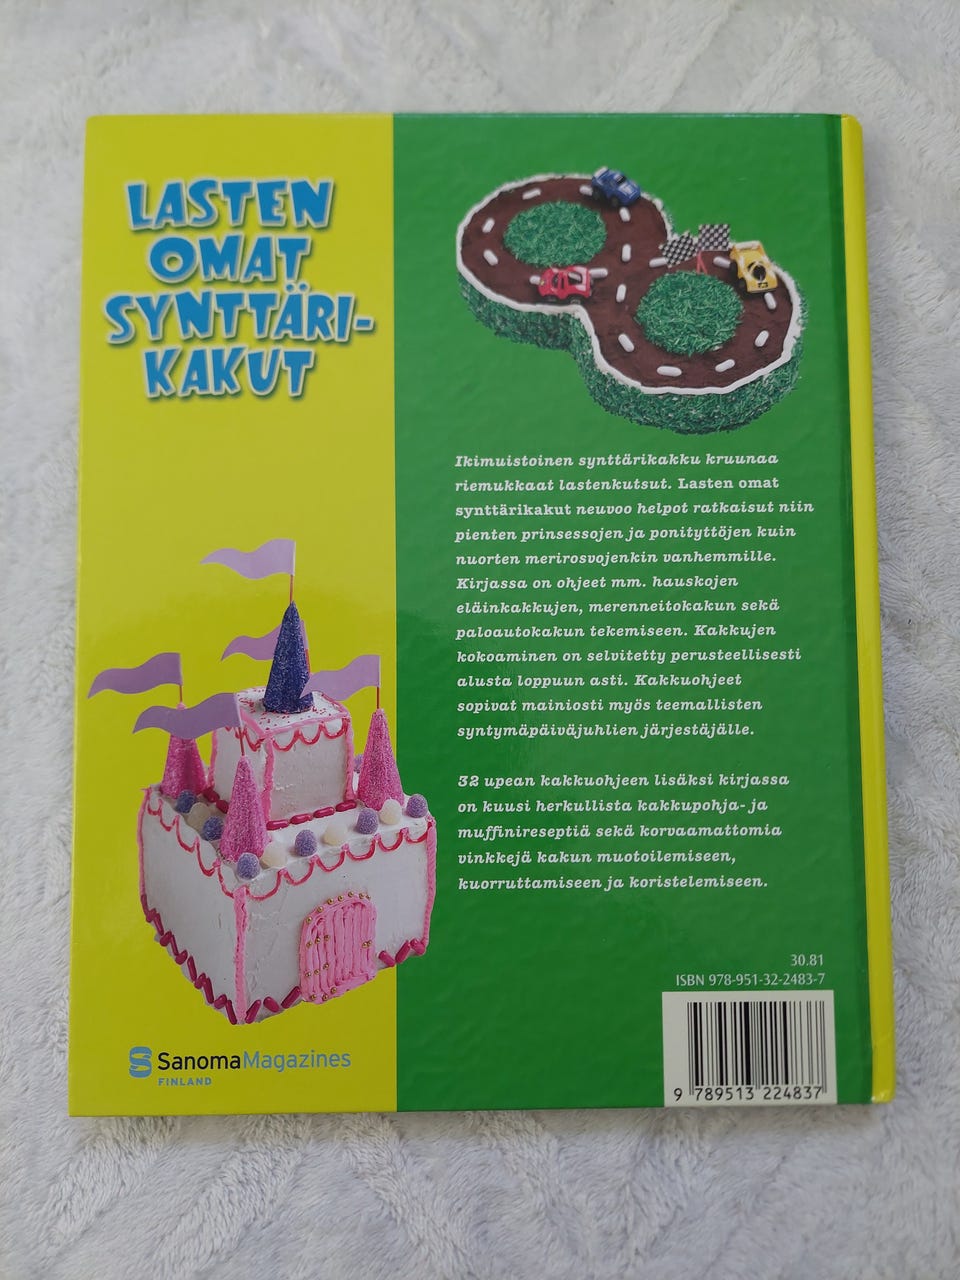 LASTEN
OMAT
SYNTTÄRI-
KAKUT
Ikimuistoinen synttärikakku kruunaa
riemukkaat lastenkutsut. Lasten omat
synttärikakut neuvoo helpot ratkaisut niin
pienten prinsessojen ja ponityttöjen kuin
nuorten merirosvojenkin vanhemmille.
Kirjassa on ohjeet mm. hauskojen
eläinkakkujen, merenneitokakun sekä
paloautokakun tekemiseen. Kakkujen
kokoaminen on selvitetty perusteellisesti
alusta loppuun asti. Kakkuohjeet
sopivat mainiosti myös teemallisten
syntymäpäiväjuhlien järjestäjälle.
32 upean kakkuohjeen lisäksi kirjassa
on kuusi herkullista kakkupohja- ja
muffinireseptiä sekä korvaamattomia
vinkkejä kakun muotoilemiseen,
kuorruttamiseen ja koristelemiseen.
30.81
ISBN 978-951-32-2483-7
9 789513 224837
SanomaMagazines
FINLAND